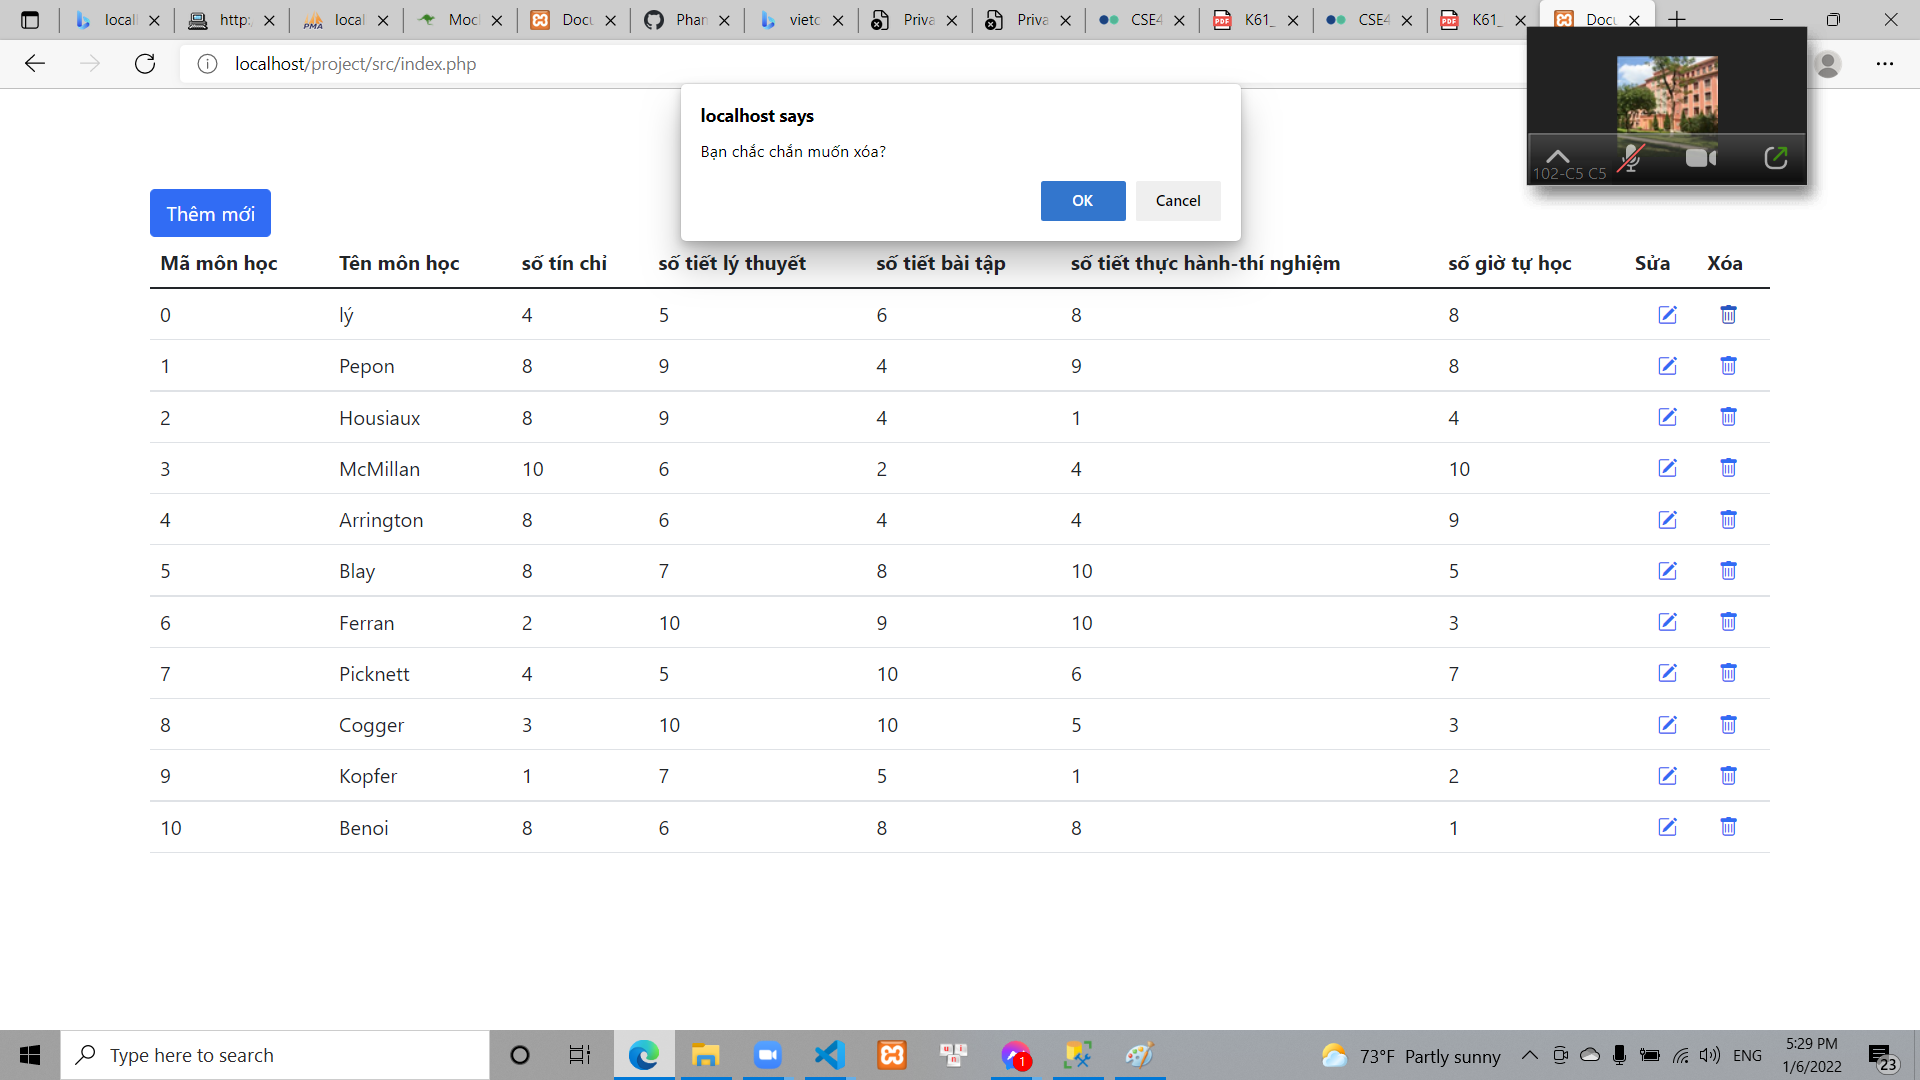 locall
http:
local
Mocl
Docu
Phan
vietc
Priva
Priva
CSE4
K61_
CSE4
K61_
Docu
localhost/project/src/index.php
localhost says
Bạn chắc chắn muốn xóa?
OK Cancel
102-C5 C5
Thêm mới
Mã môn học Tên môn học số tín chỉ số tiết lý thuyết số tiết bài tập số tiết thực hành-thí nghiệm số giờ tự học Sửa Xóa
0 lý 4 5 6 8 8
1 Pepon 8 9 4 9 8
2 Housiaux 8 9 4 1 4
3 McMillan 10 6 2 4 10
4 Arrington 8 6 4 4 9
5 Blay 8 7 8 10 5
6 Ferran 2 10 9 10 3
7 Picknett 4 5 10 6 7
8 Cogger 3 10 10 5 3
9 Kopfer 1 7 5 1 2
10 Benoi 8 6 8 8 1
Type here to search
1
73°F Partly sunny
ENG
5:29 PM
1/6/2022
23